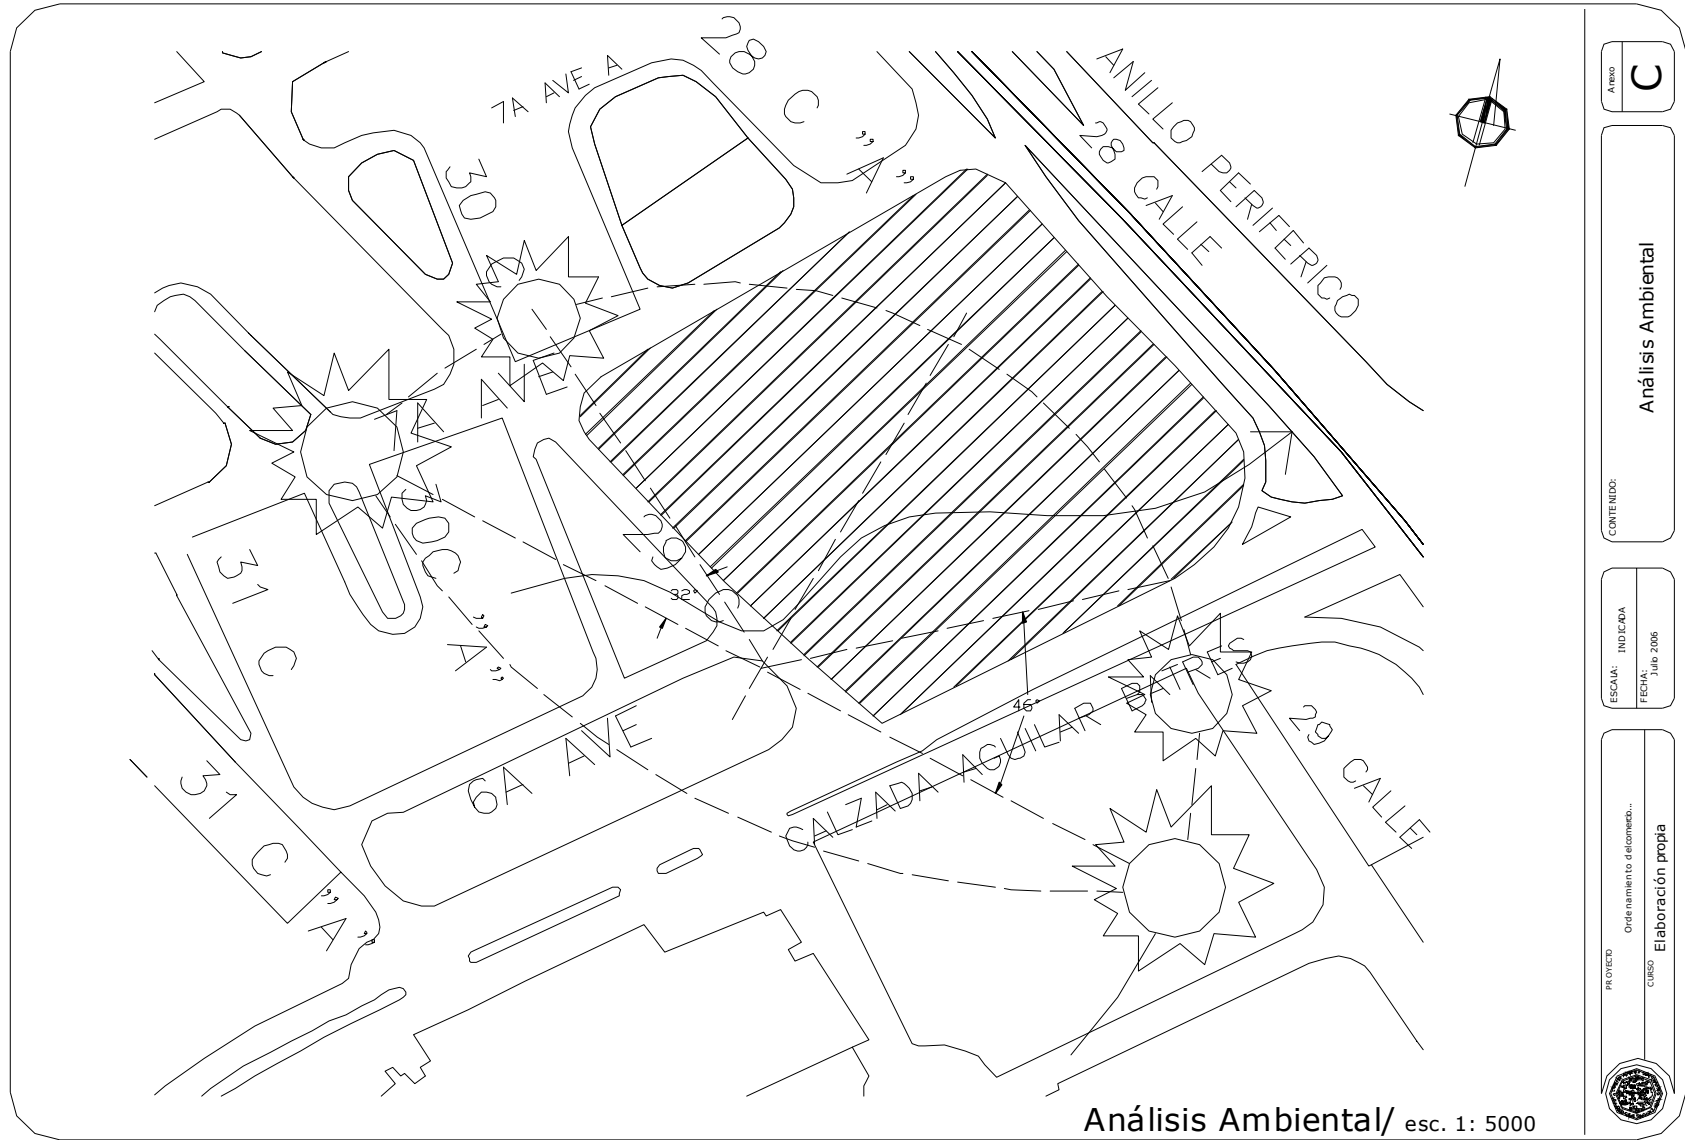 7A AVE A
28 C ,, A ,,
ANILLO PERIFERICO
28 CALLE
30 C
7A AVE
30C ,, A ,,
29
32°
31 C
6A AVE
46°
CALZADA AGUILAR BATRES
29 CALLE
31 C ,, A ,,
Análisis Ambiental/ esc. 1: 5000
Anexo
C
CONTENIDO:
Análisis Ambiental
ESCALA: INDICADA
FECHA:
Julio 2006
PROYECTO
Ordenamiento del comercio...
CURSO
Elaboración propia